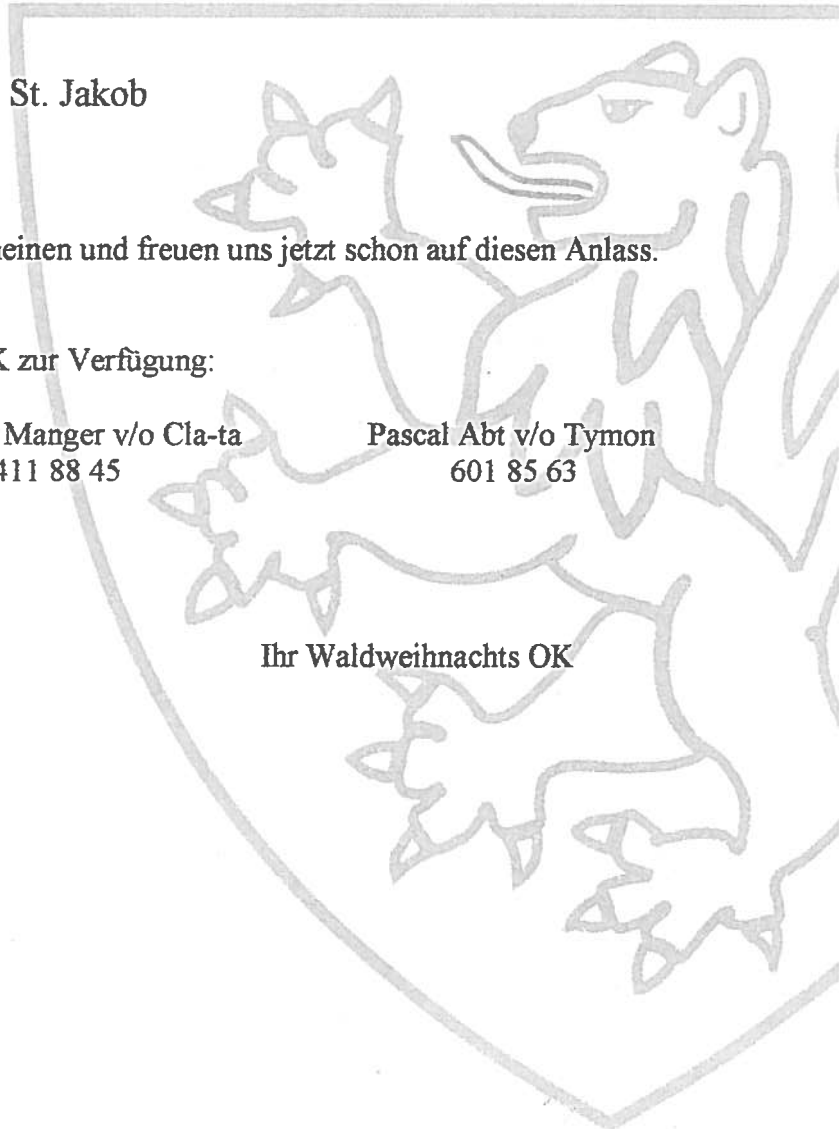 St. Jakob
einen und freuen uns jetzt schon auf diesen Anlass.
K zur Verfügung:
Manger v/o Cla-ta Pascal Abt v/o Tymon
411 88 45 601 85 63
Ihr Waldweihnachts OK